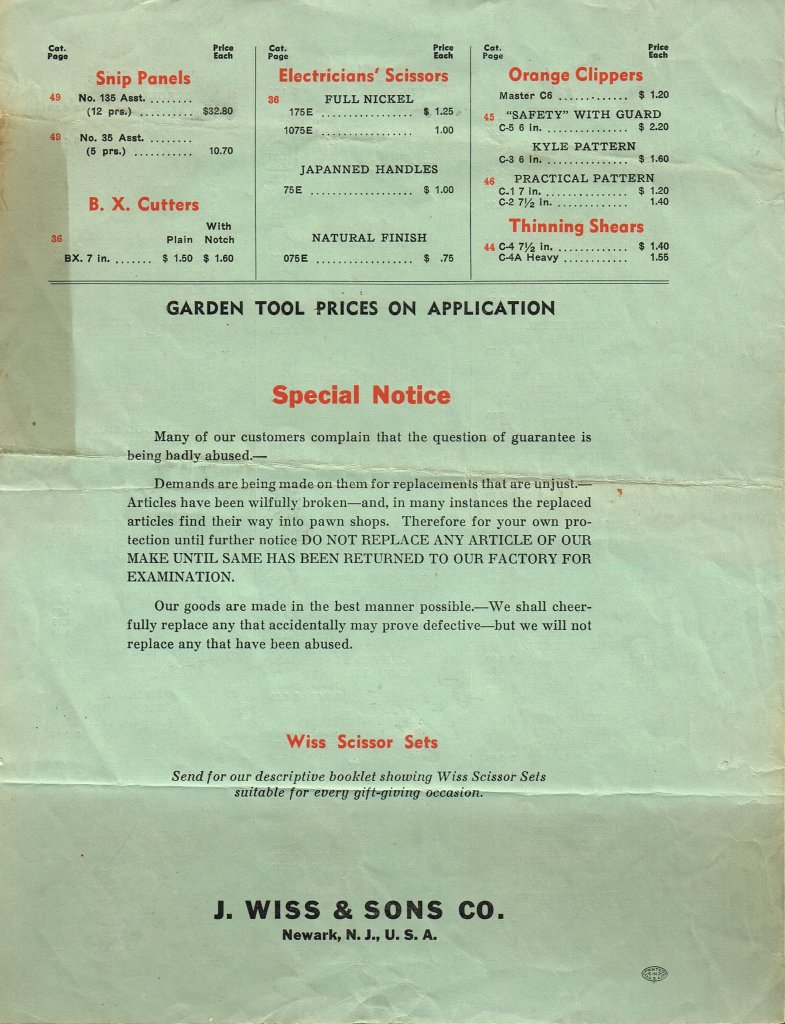 Cat.
Page
Price
Each
Snip Panels
49 No. 135 Asst. ........
(12 prs.) .......... $32.80
49 No. 35 Asst. ........
(5 prs.) ........... 10.70
B. X. Cutters
With
36 Plain Notch
BX. 7 in. ....... $ 1.50 $ 1.60
Cat.
Page
Price
Each
Electricians' Scissors
36 FULL NICKEL
175E ................. $ 1.25
1075E ................. 1.00
JAPANNED HANDLES
75E .................. $ 1.00
NATURAL FINISH
075E ................. $ .75
Cat.
Page
Price
Each
Orange Clippers
Master C6 ............ $ 1.20
45 "SAFETY" WITH GUARD
C-5 6 in. .............. $ 2.20
KYLE PATTERN
C-3 6 in. .............. $ 1.60
46 PRACTICAL PATTERN
C-1 7 in. .............. $ 1.20
C-2 7½ in. ............ 1.40
Thinning Shears
44 C-4 7½ in. ............ $ 1.40
C-4A Heavy ........... 1.55
GARDEN TOOL PRICES ON APPLICATION
Special Notice
Many of our customers complain that the question of guarantee is
being badly abused.—
Demands are being made on them for replacements that are unjust.—
Articles have been wilfully broken—and, in many instances the replaced
articles find their way into pawn shops. Therefore for your own pro-
tection until further notice DO NOT REPLACE ANY ARTICLE OF OUR
MAKE UNTIL SAME HAS BEEN RETURNED TO OUR FACTORY FOR
EXAMINATION.
Our goods are made in the best manner possible.—We shall cheer-
fully replace any that accidentally may prove defective—but we will not
replace any that have been abused.
Wiss Scissor Sets
Send for our descriptive booklet showing Wiss Scissor Sets
suitable for every gift-giving occasion.
J. WISS & SONS CO.
Newark, N. J., U. S. A.
PRINTED
IN